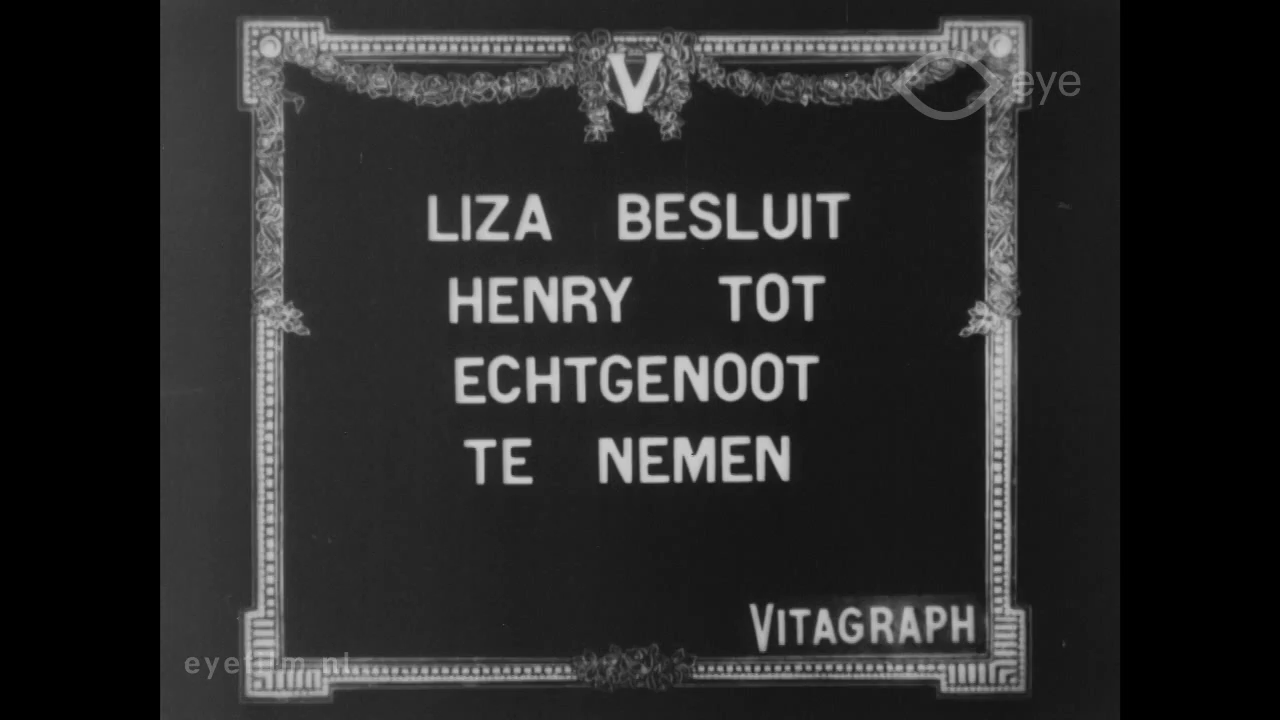 V
eye
LIZA BESLUIT
HENRY TOT
ECHTGENOOT
TE NEMEN
VITAGRAPH
eyefilm.nl